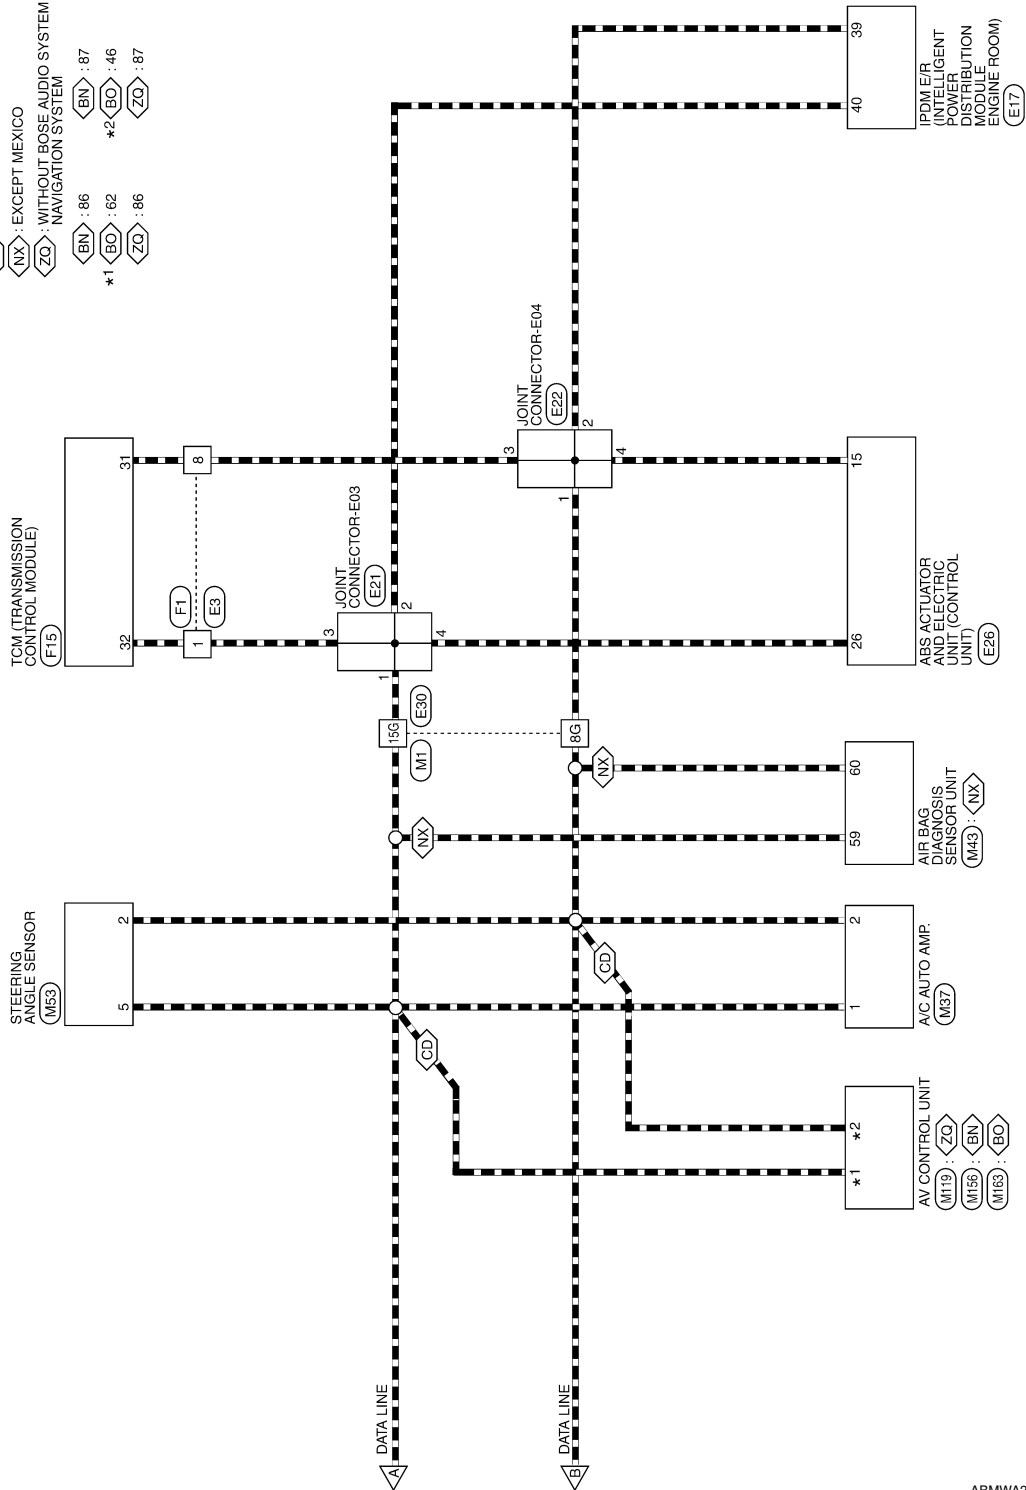 NX : EXCEPT MEXICO
ZQ : WITHOUT BOSE AUDIO SYSTEM
NAVIGATION SYSTEM
BN : 86
*1 BO : 62
ZQ : 86
BN : 87
*2 BO : 46
ZQ : 87
STEERING
ANGLE SENSOR
M53
5
2
TCM (TRANSMISSION
CONTROL MODULE)
F15
32
31
1
F1
E3
8
JOINT
CONNECTOR-E03
E21
1
3
2
4
JOINT
CONNECTOR-E04
E22
1
3
2
4
DATA LINE
A
CD
NX
15G
M1
E30
DATA LINE
B
CD
NX
8G
*1
*2
AV CONTROL UNIT
M119 : ZQ
M156 : BN
M163 : BO
1
2
A/C AUTO AMP.
M37
59
60
AIR BAG
DIAGNOSIS
SENSOR UNIT
M43 : NX
26
15
ABS ACTUATOR
AND ELECTRIC
UNIT (CONTROL
UNIT)
E26
40
39
IPDM E/R
(INTELLIGENT
POWER
DISTRIBUTION
MODULE
ENGINE ROOM)
E17